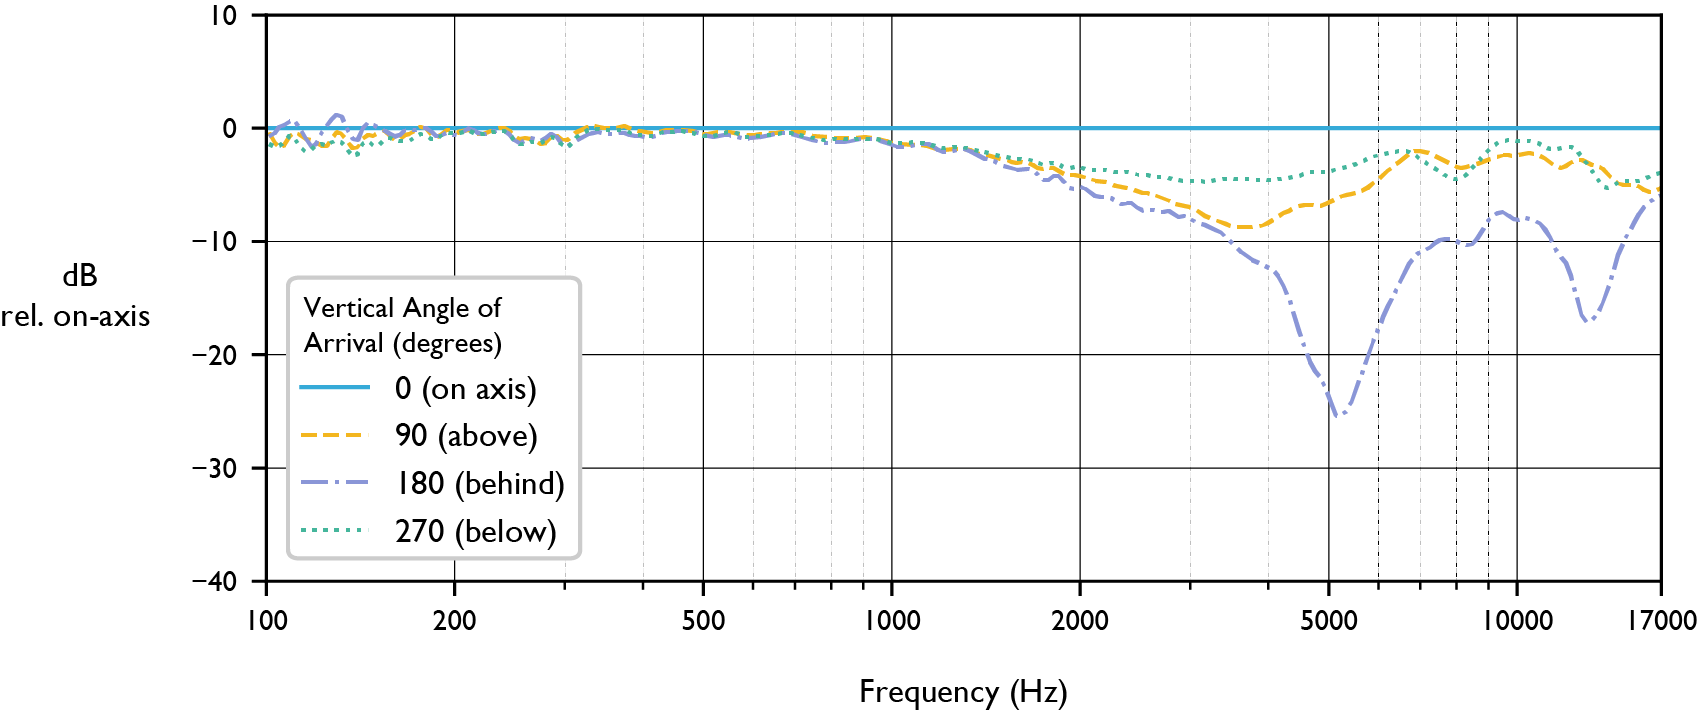 10
0
−10
−20
−30
−40
dB
rel. on-axis
Vertical Angle of
Arrival (degrees)
0 (on axis)
90 (above)
180 (behind)
270 (below)
100 200 500 1000 2000 5000 10000 17000
Frequency (Hz)